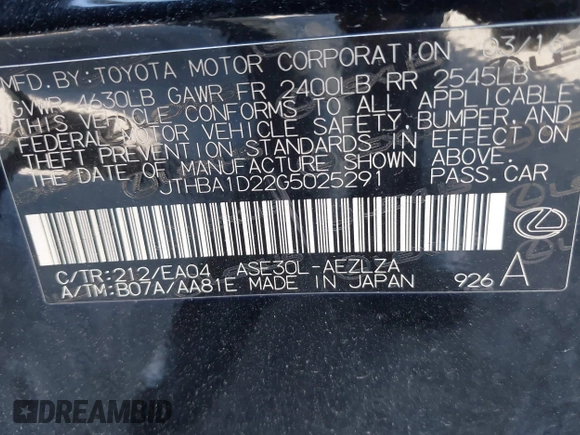 MFD. BY: TOYOTA MOTOR CORPORATION 03/16
GVWR 4630LB GAWR FR 2400LB RR 2545LB
THIS VEHICLE CONFORMS TO ALL APPLICABLE
FEDERAL MOTOR VEHICLE SAFETY, BUMPER, AND
THEFT PREVENTION STANDARDS IN EFFECT ON
THE DATE OF MANUFACTURE SHOWN ABOVE.
JTHBA1D22G5025291 PASS. CAR
C/TR: 212/EA04 ASE30L-AEZLZA
A/TM: B07A/AA81E MADE IN JAPAN 926 A
DREAMBID